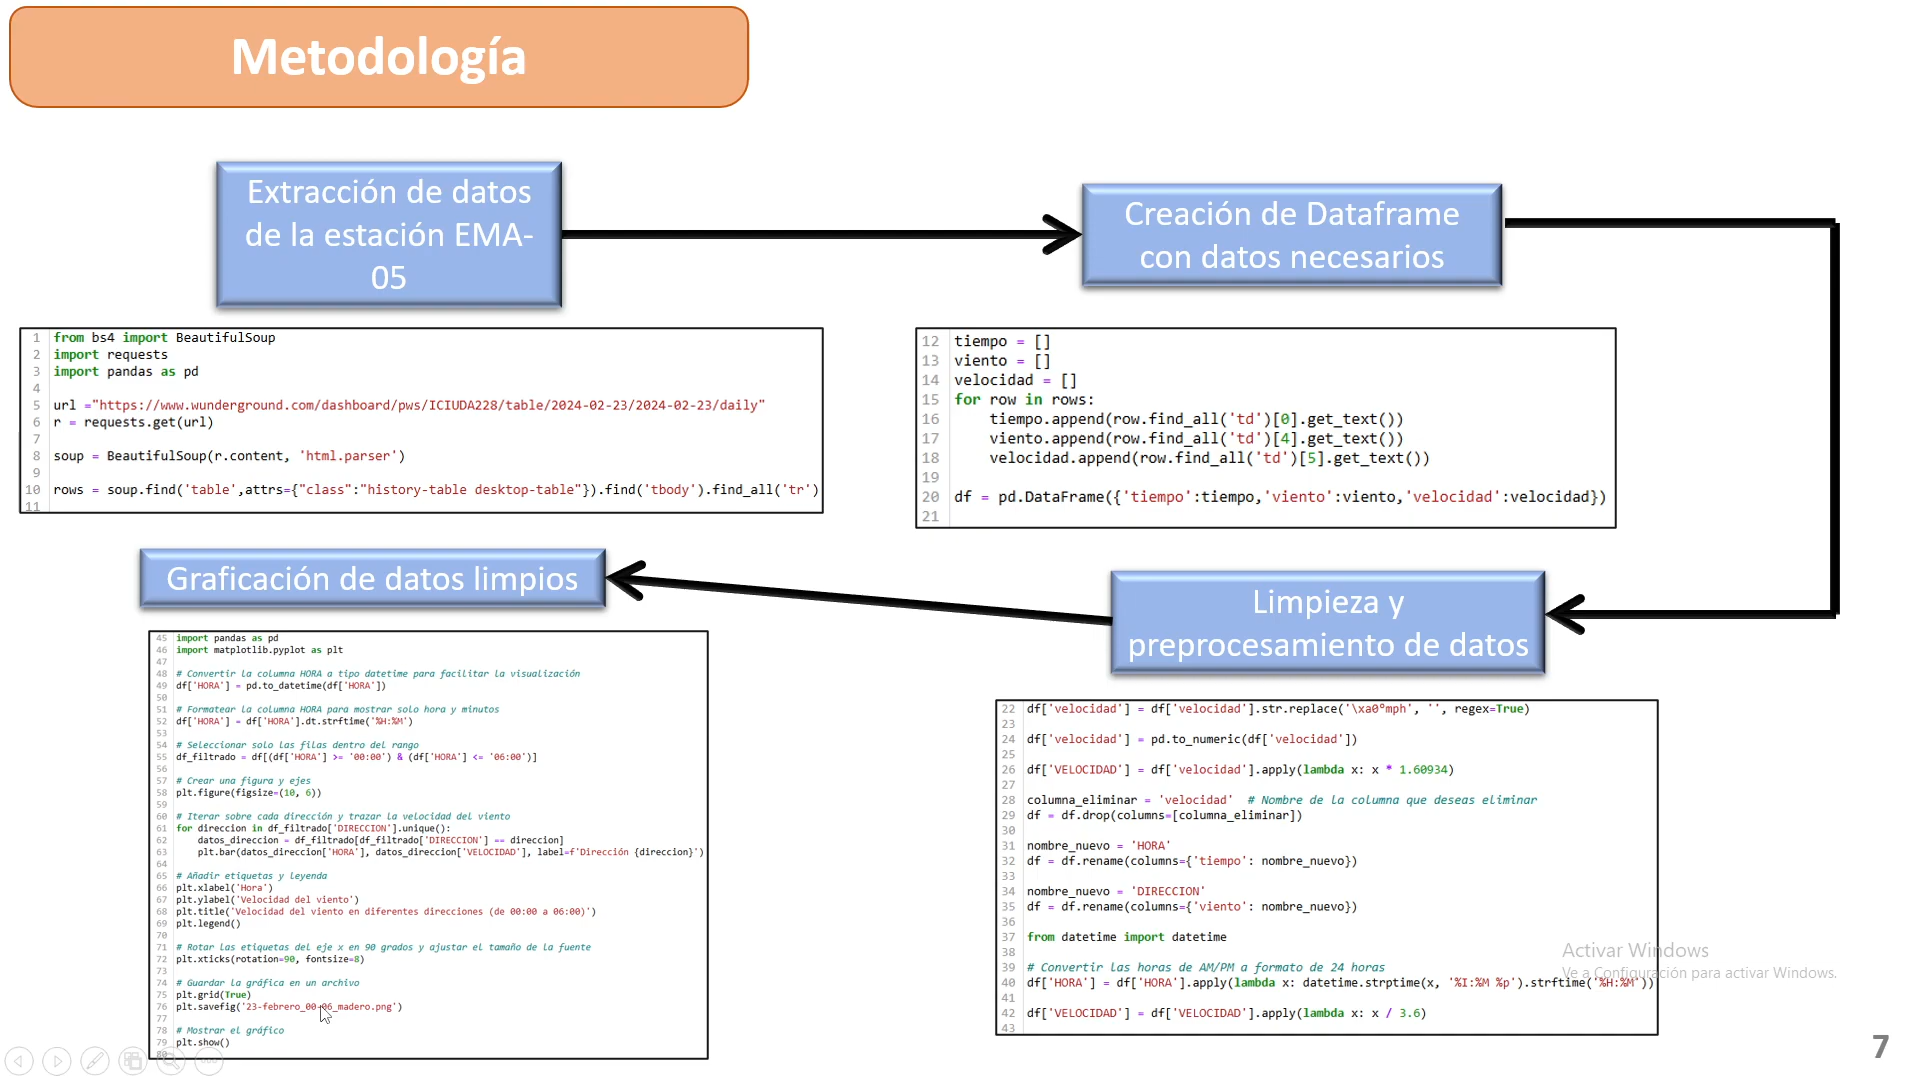 Metodología
Extracción de datos
de la estación EMA-
05
Creación de Dataframe
con datos necesarios
1 from bs4 import BeautifulSoup
2 import requests
3 import pandas as pd
4
5 url ="https://www.wunderground.com/dashboard/pws/ICIUDA228/table/2024-02-23/2024-02-23/daily"
6 r = requests.get(url)
7
8 soup = BeautifulSoup(r.content, 'html.parser')
9
10 rows = soup.find('table',attrs={"class":"history-table desktop-table"}).find('tbody').find_all('tr')
11
12 tiempo = []
13 viento = []
14 velocidad = []
15 for row in rows:
16 tiempo.append(row.find_all('td')[0].get_text())
17 viento.append(row.find_all('td')[4].get_text())
18 velocidad.append(row.find_all('td')[5].get_text())
19
20 df = pd.DataFrame({'tiempo':tiempo,'viento':viento,'velocidad':velocidad})
21
Limpieza y
preprocesamiento de datos
22 df['velocidad'] = df['velocidad'].str.replace('\xa0°mph', '', regex=True)
23
24 df['velocidad'] = pd.to_numeric(df['velocidad'])
25
26 df['VELOCIDAD'] = df['velocidad'].apply(lambda x: x * 1.60934)
27
28 columna_eliminar = 'velocidad' # Nombre de la columna que deseas eliminar
29 df = df.drop(columns=[columna_eliminar])
30
31 nombre_nuevo = 'HORA'
32 df = df.rename(columns={'tiempo': nombre_nuevo})
33
34 nombre_nuevo = 'DIRECCION'
35 df = df.rename(columns={'viento': nombre_nuevo})
36
37 from datetime import datetime
38
39 # Convertir las horas de AM/PM a formato de 24 horas
40 df['HORA'] = df['HORA'].apply(lambda x: datetime.strptime(x, '%I:%M %p').strftime('%H:%M'))
41
42 df['VELOCIDAD'] = df['VELOCIDAD'].apply(lambda x: x / 3.6)
43
Graficación de datos limpios
45 import pandas as pd
46 import matplotlib.pyplot as plt
47
48 # Convertir la columna HORA a tipo datetime para facilitar la visualización
49 df['HORA'] = pd.to_datetime(df['HORA'])
50
51 # Formatear la columna HORA para mostrar solo hora y minutos
52 df['HORA'] = df['HORA'].dt.strftime('%H:%M')
53
54 # Seleccionar solo las filas dentro del rango
55 df_filtrado = df[(df['HORA'] >= '00:00') & (df['HORA'] <= '06:00')]
56
57 # Crear una figura y ejes
58 plt.figure(figsize=(10, 6))
59
60 # Iterar sobre cada dirección y trazar la velocidad del viento
61 for direccion in df_filtrado['DIRECCION'].unique():
62 datos_direccion = df_filtrado[df_filtrado['DIRECCION'] == direccion]
63 plt.bar(datos_direccion['HORA'], datos_direccion['VELOCIDAD'], label=f'Dirección {direccion}')
64
65 # Añadir etiquetas y leyenda
66 plt.xlabel('Hora')
67 plt.ylabel('Velocidad del viento')
68 plt.title('Velocidad del viento en diferentes direcciones (de 00:00 a 06:00)')
69 plt.legend()
70
71 # Rotar las etiquetas del eje x en 90 grados y ajustar el tamaño de la fuente
72 plt.xticks(rotation=90, fontsize=8)
73
74 # Guardar la gráfica en un archivo
75 plt.grid(True)
76 plt.savefig('23-febrero_00-06_madero.png')
77
78 # Mostrar el gráfico
79 plt.show()
80
Activar Windows
Ve a Configuración para activar Windows.
7